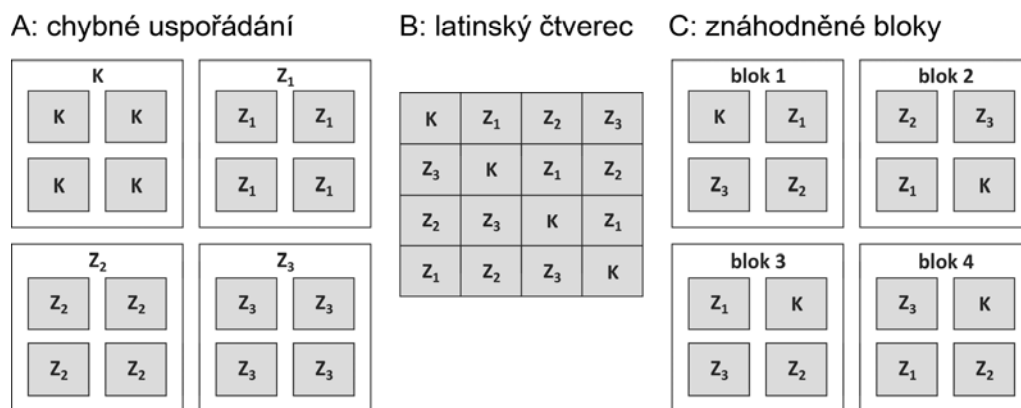 A: chybné uspořádání
K
K K
K K
Z1
Z1 Z1
Z1 Z1
Z2
Z2 Z2
Z2 Z2
Z3
Z3 Z3
Z3 Z3
B: latinský čtverec
K Z1 Z2 Z3
Z3 K Z1 Z2
Z2 Z3 K Z1
Z1 Z2 Z3 K
C: znáhodněné bloky
blok 1
K Z1
Z3 Z2
blok 2
Z2 Z3
Z1 K
blok 3
Z1 K
Z3 Z2
blok 4
Z3 K
Z1 Z2